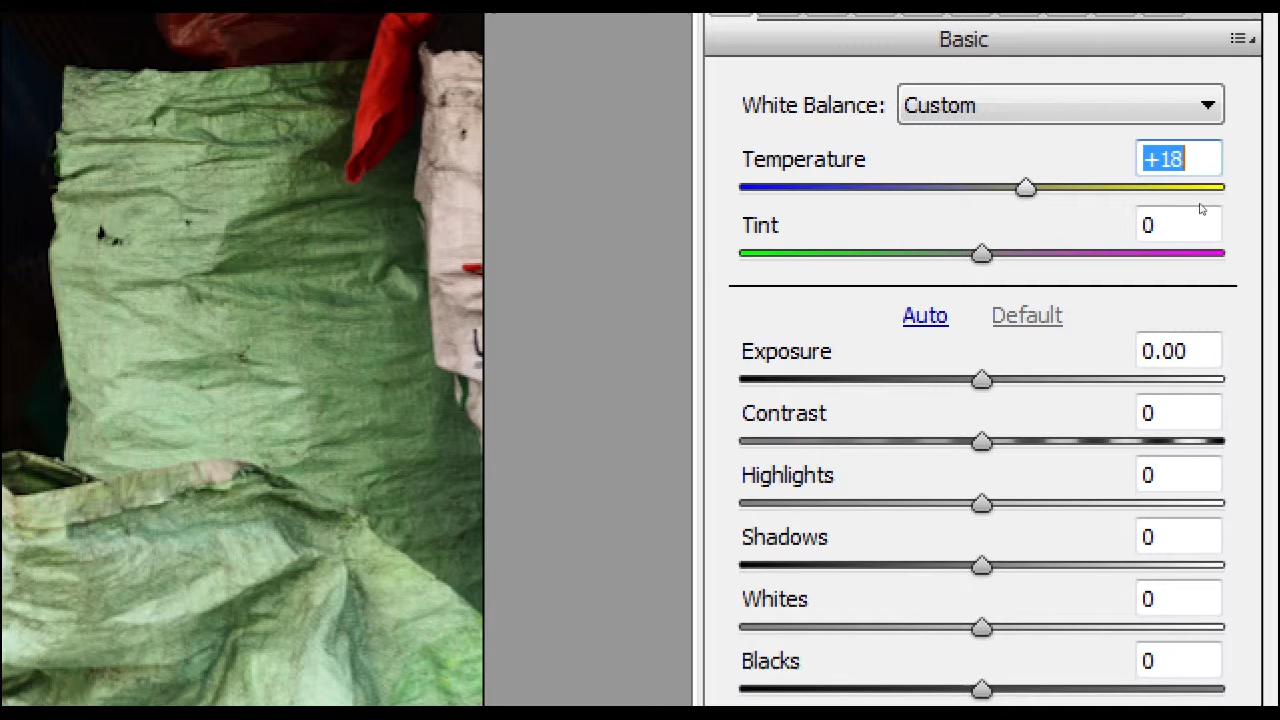 Basic
White Balance: Custom
Temperature +18
Tint 0
Auto Default
Exposure 0.00
Contrast 0
Highlights 0
Shadows 0
Whites 0
Blacks 0